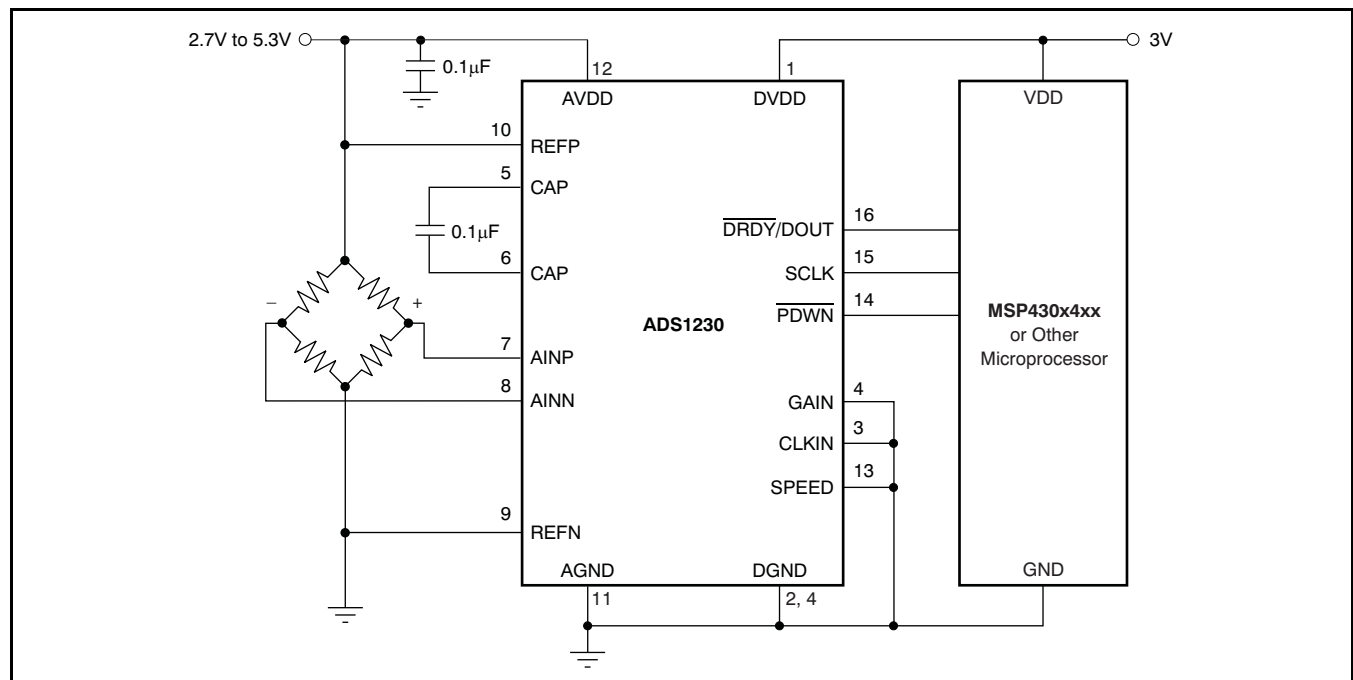 2.7V to 5.3V
0.1μF
12
1
3V
AVDD
DVDD
VDD
10
REFP
5
CAP
0.1μF
6
CAP
16
DRDY/DOUT
15
SCLK
14
PDWN
ADS1230
MSP430x4xx
or Other
Microprocessor
−
+
7
AINP
8
AINN
4
GAIN
3
CLKIN
13
SPEED
9
REFN
AGND
DGND
GND
11
2, 4